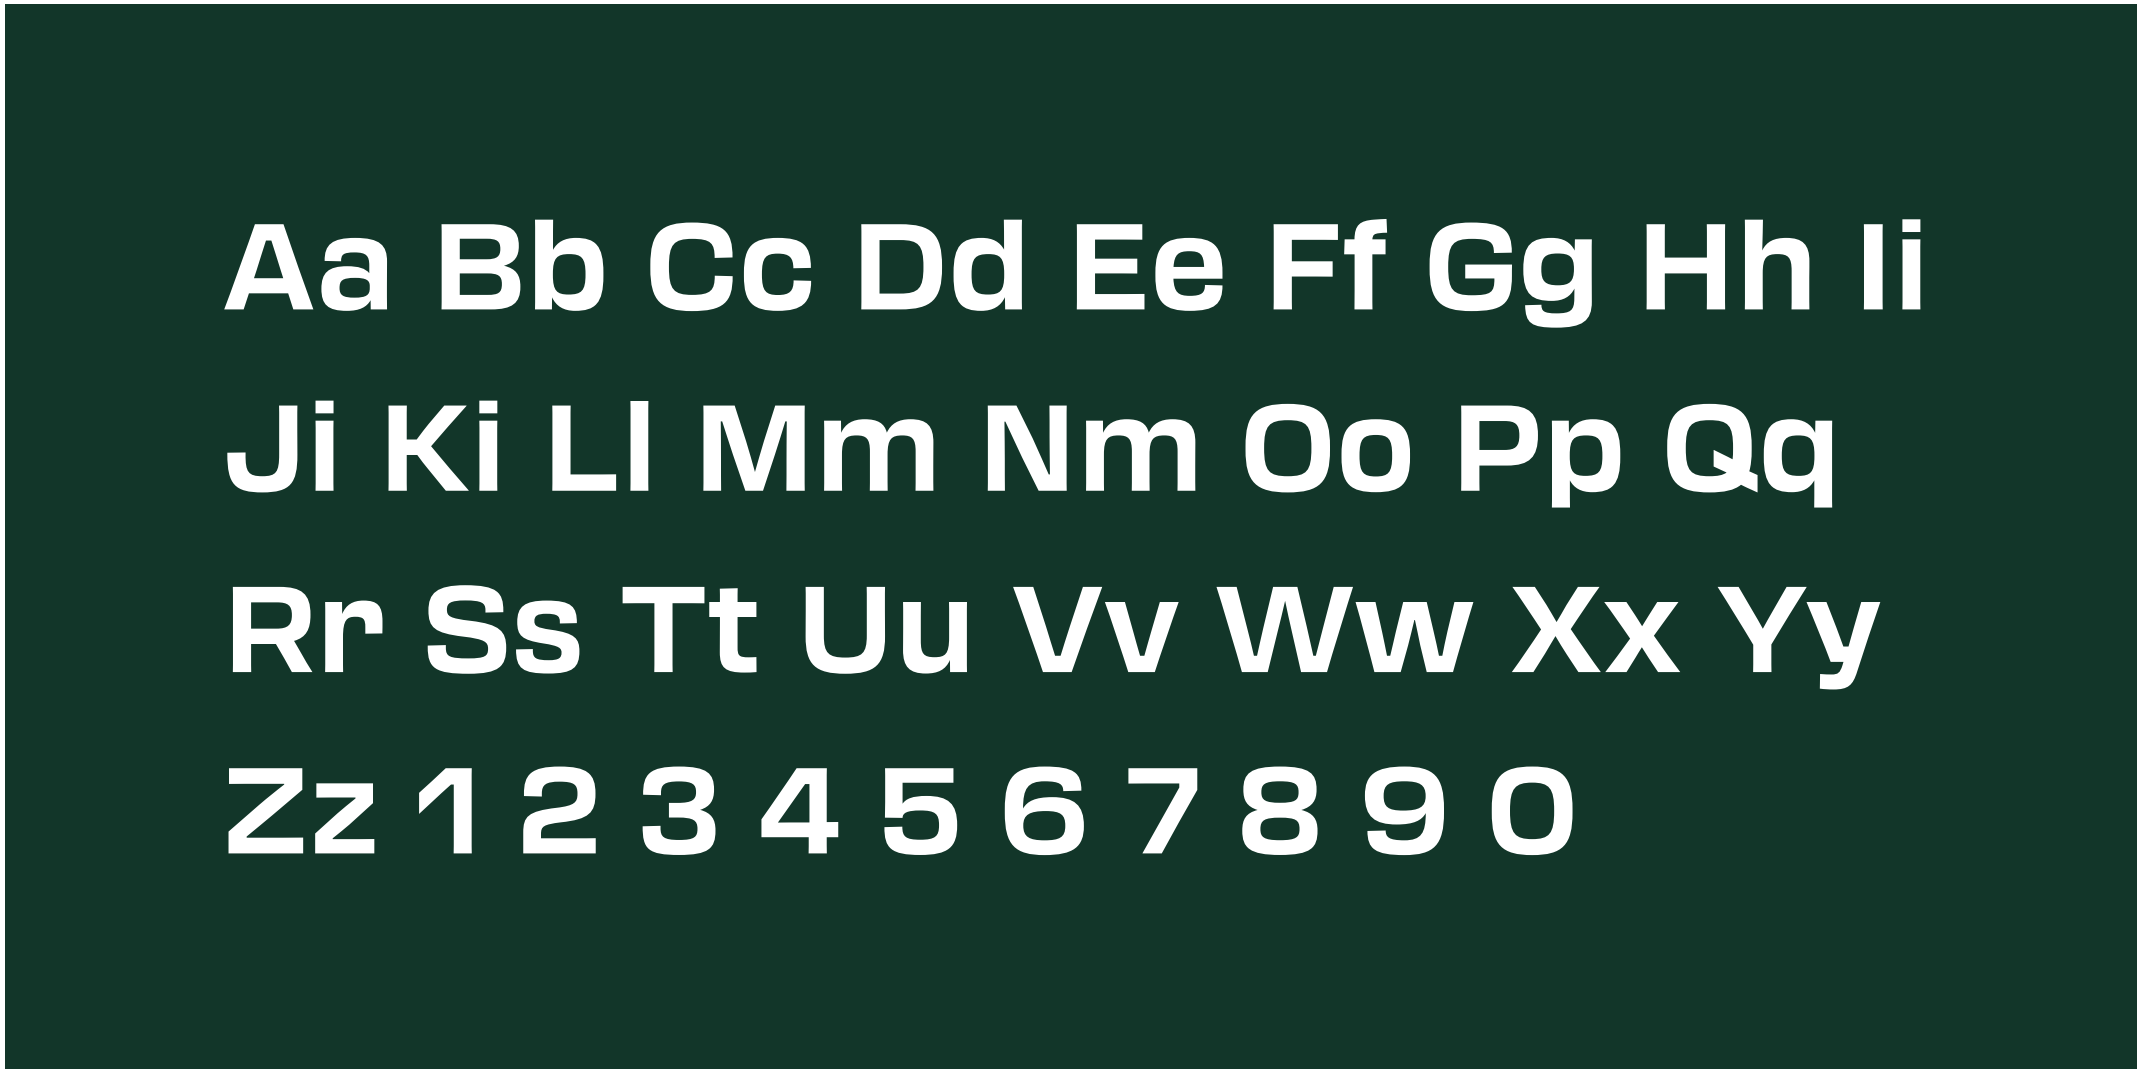 Aa Bb Cc Dd Ee Ff Gg Hh Ii
Ji Ki Ll Mm Nm Oo Pp Qq
Rr Ss Tt Uu Vv Ww Xx Yy
Zz 1 2 3 4 5 6 7 8 9 0